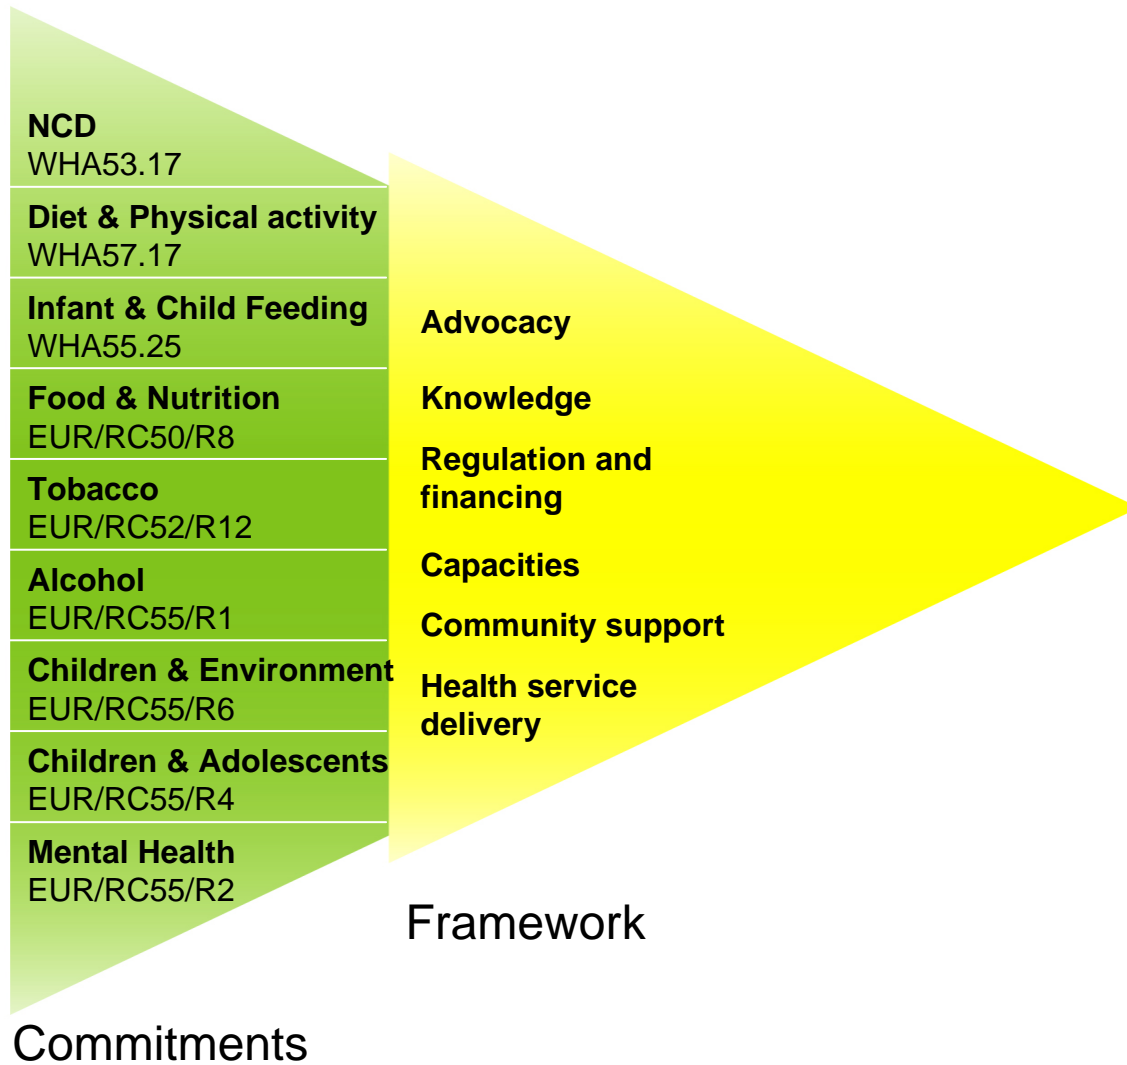 NCD
WHA53.17
Diet & Physical activity
WHA57.17
Infant & Child Feeding
WHA55.25
Food & Nutrition
EUR/RC50/R8
Tobacco
EUR/RC52/R12
Alcohol
EUR/RC55/R1
Children & Environment
EUR/RC55/R6
Children & Adolescents
EUR/RC55/R4
Mental Health
EUR/RC55/R2
Commitments
Advocacy
Knowledge
Regulation and
financing
Capacities
Community support
Health service
delivery
Framework